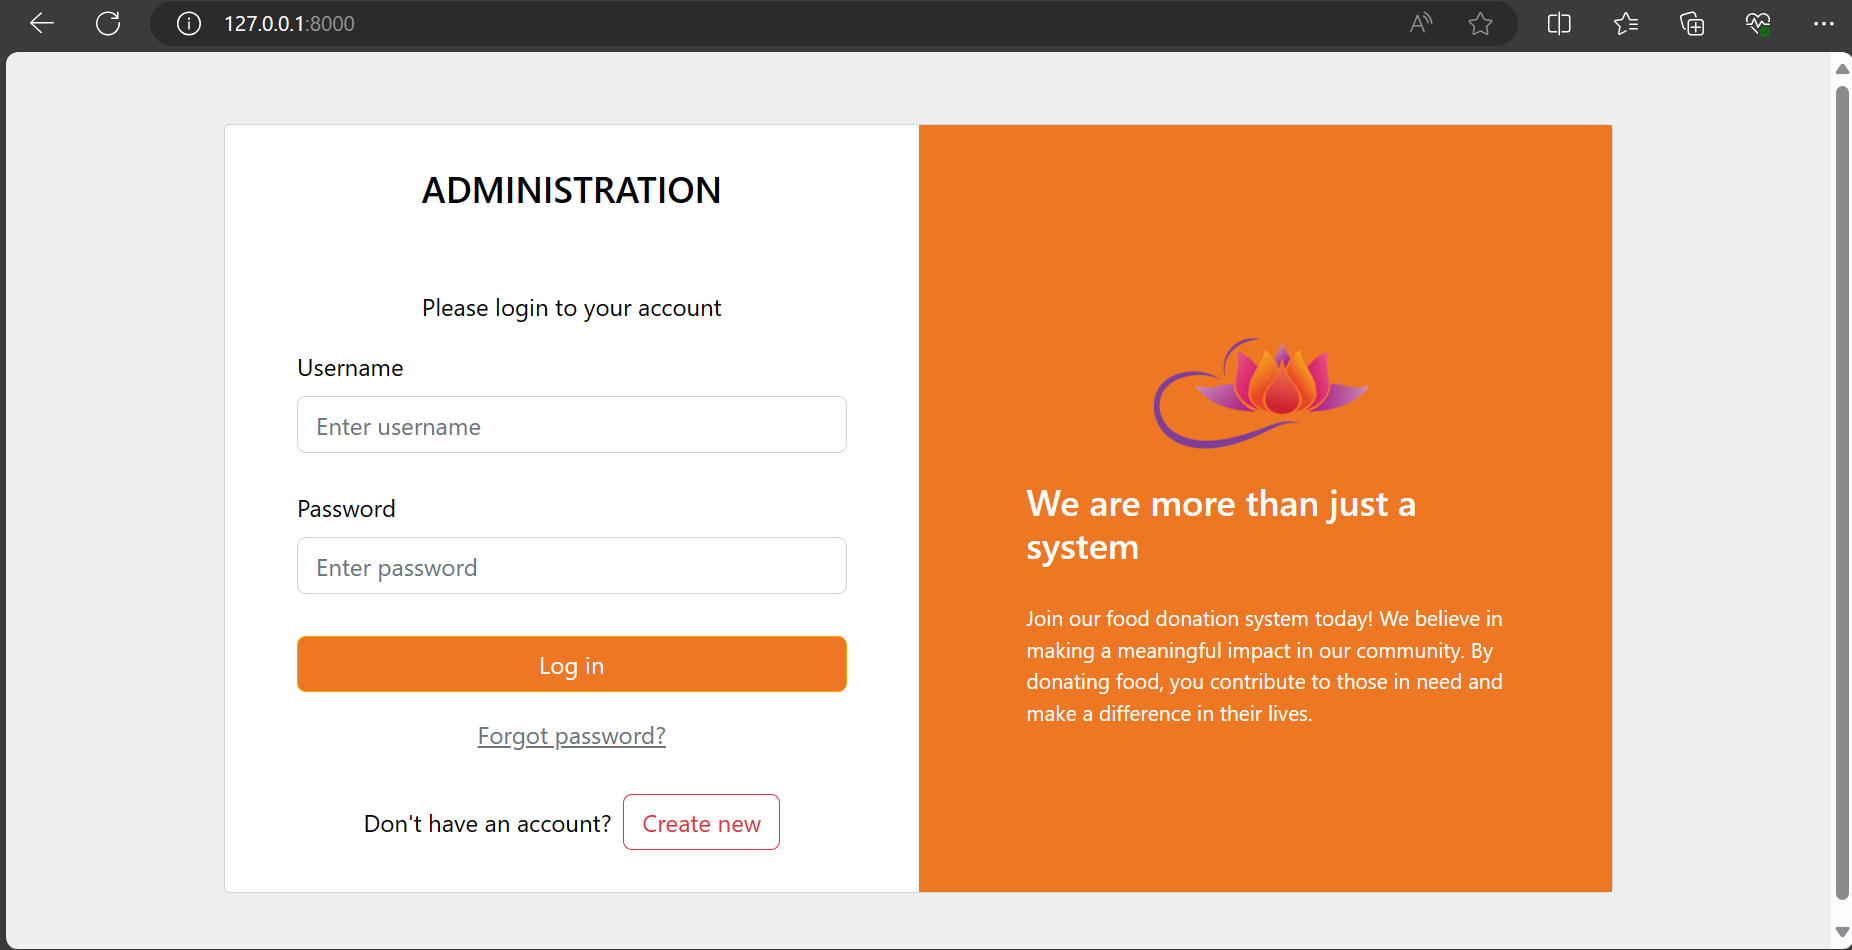 127.0.0.1:8000
ADMINISTRATION
Please login to your account
Username
Enter username
Password
Enter password
Log in
Forgot password?
Don't have an account? Create new
We are more than just a
system
Join our food donation system today! We believe in
making a meaningful impact in our community. By
donating food, you contribute to those in need and
make a difference in their lives.